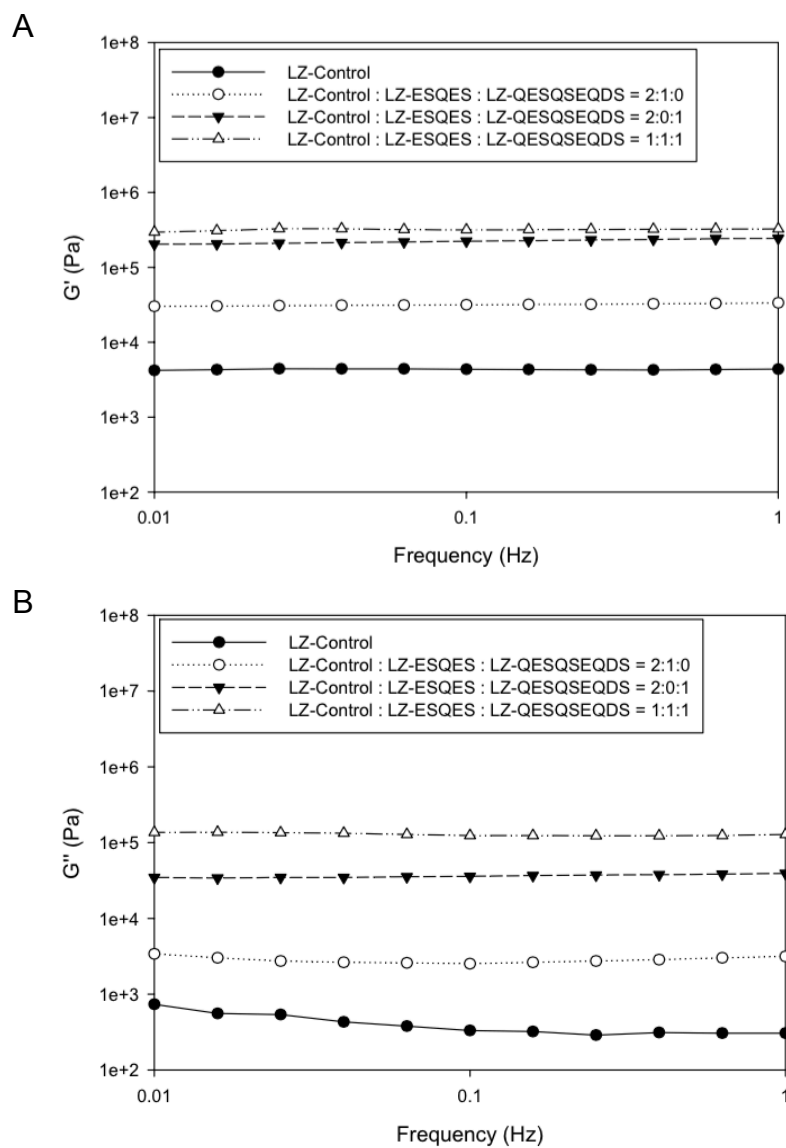 A
1e+8
LZ-Control
LZ-Control : LZ-ESQES : LZ-QESQSEQDS = 2:1:0
LZ-Control : LZ-ESQES : LZ-QESQSEQDS = 2:0:1
LZ-Control : LZ-ESQES : LZ-QESQSEQDS = 1:1:1
1e+7
1e+6
1e+5
1e+4
1e+3
1e+2
G' (Pa)
0.01
0.1
1
Frequency (Hz)
B
1e+8
LZ-Control
LZ-Control : LZ-ESQES : LZ-QESQSEQDS = 2:1:0
LZ-Control : LZ-ESQES : LZ-QESQSEQDS = 2:0:1
LZ-Control : LZ-ESQES : LZ-QESQSEQDS = 1:1:1
1e+7
1e+6
1e+5
1e+4
1e+3
1e+2
G'' (Pa)
0.01
0.1
1
Frequency (Hz)